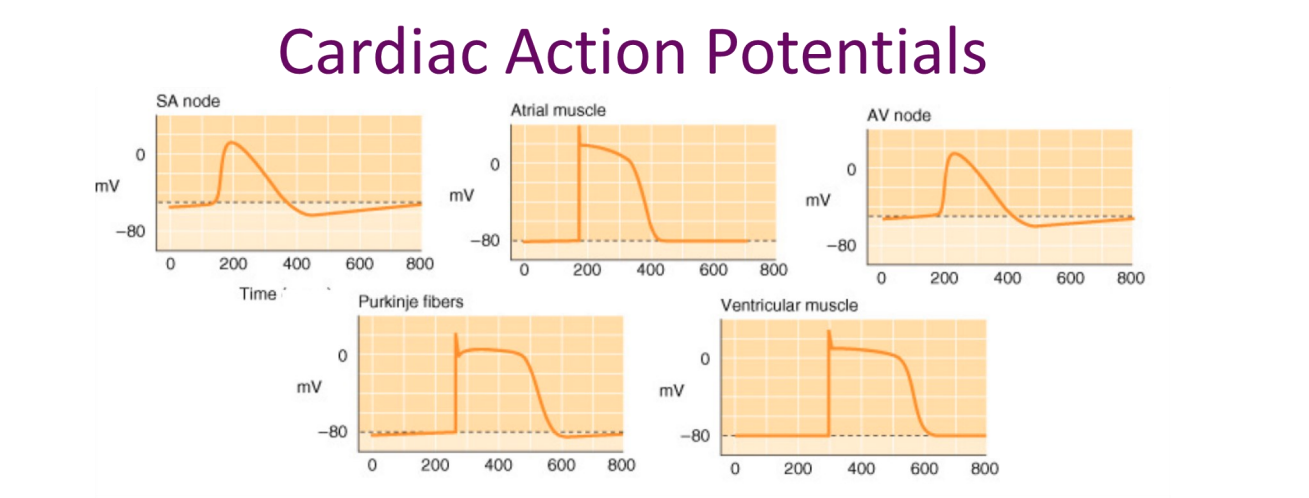 Cardiac Action Potentials
SA node
0
mV
−80
0 200 400 600 800
Time
Atrial muscle
0
mV
−80
0 200 400 600 800
AV node
0
mV
−80
0 200 400 600 800
Purkinje fibers
0
mV
−80
0 200 400 600 800
Ventricular muscle
0
mV
−80
0 200 400 600 800